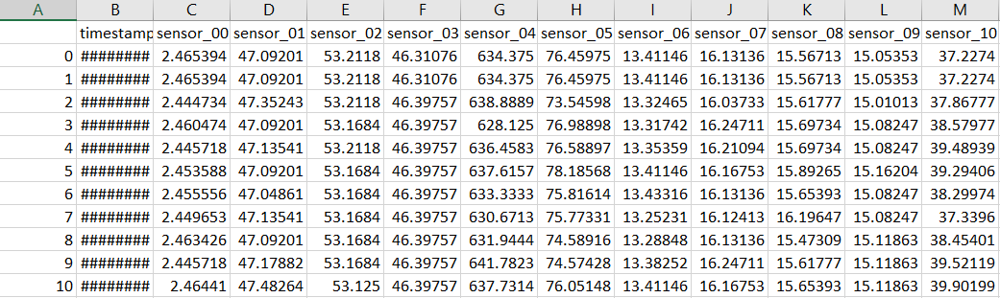 A B C D E F G H I J K L M
timestamp sensor_00 sensor_01 sensor_02 sensor_03 sensor_04 sensor_05 sensor_06 sensor_07 sensor_08 sensor_09 sensor_10
0 ######## 2.465394 47.09201 53.2118 46.31076 634.375 76.45975 13.41146 16.13136 15.56713 15.05353 37.2274
1 ######## 2.465394 47.09201 53.2118 46.31076 634.375 76.45975 13.41146 16.13136 15.56713 15.05353 37.2274
2 ######## 2.444734 47.35243 53.2118 46.39757 638.8889 73.54598 13.32465 16.03733 15.61777 15.01013 37.86777
3 ######## 2.460474 47.09201 53.1684 46.39757 628.125 76.98898 13.31742 16.24711 15.69734 15.08247 38.57977
4 ######## 2.445718 47.13541 53.2118 46.39757 636.4583 76.58897 13.35359 16.21094 15.69734 15.08247 39.48939
5 ######## 2.453588 47.09201 53.1684 46.39757 637.6157 78.18568 13.41146 16.16753 15.89265 15.16204 39.29406
6 ######## 2.455556 47.04861 53.1684 46.39757 633.3333 75.81614 13.43316 16.13136 15.65393 15.08247 38.29974
7 ######## 2.449653 47.13541 53.1684 46.39757 630.6713 75.77331 13.25231 16.12413 16.19647 15.08247 37.3396
8 ######## 2.463426 47.09201 53.1684 46.39757 631.9444 74.58916 13.28848 16.13136 15.47309 15.11863 38.45401
9 ######## 2.445718 47.17882 53.1684 46.39757 641.7823 74.57428 13.38252 16.24711 15.61777 15.11863 39.52119
10 ######## 2.46441 47.48264 53.125 46.39757 637.7314 76.05148 13.41146 16.16753 15.65393 15.11863 39.90199